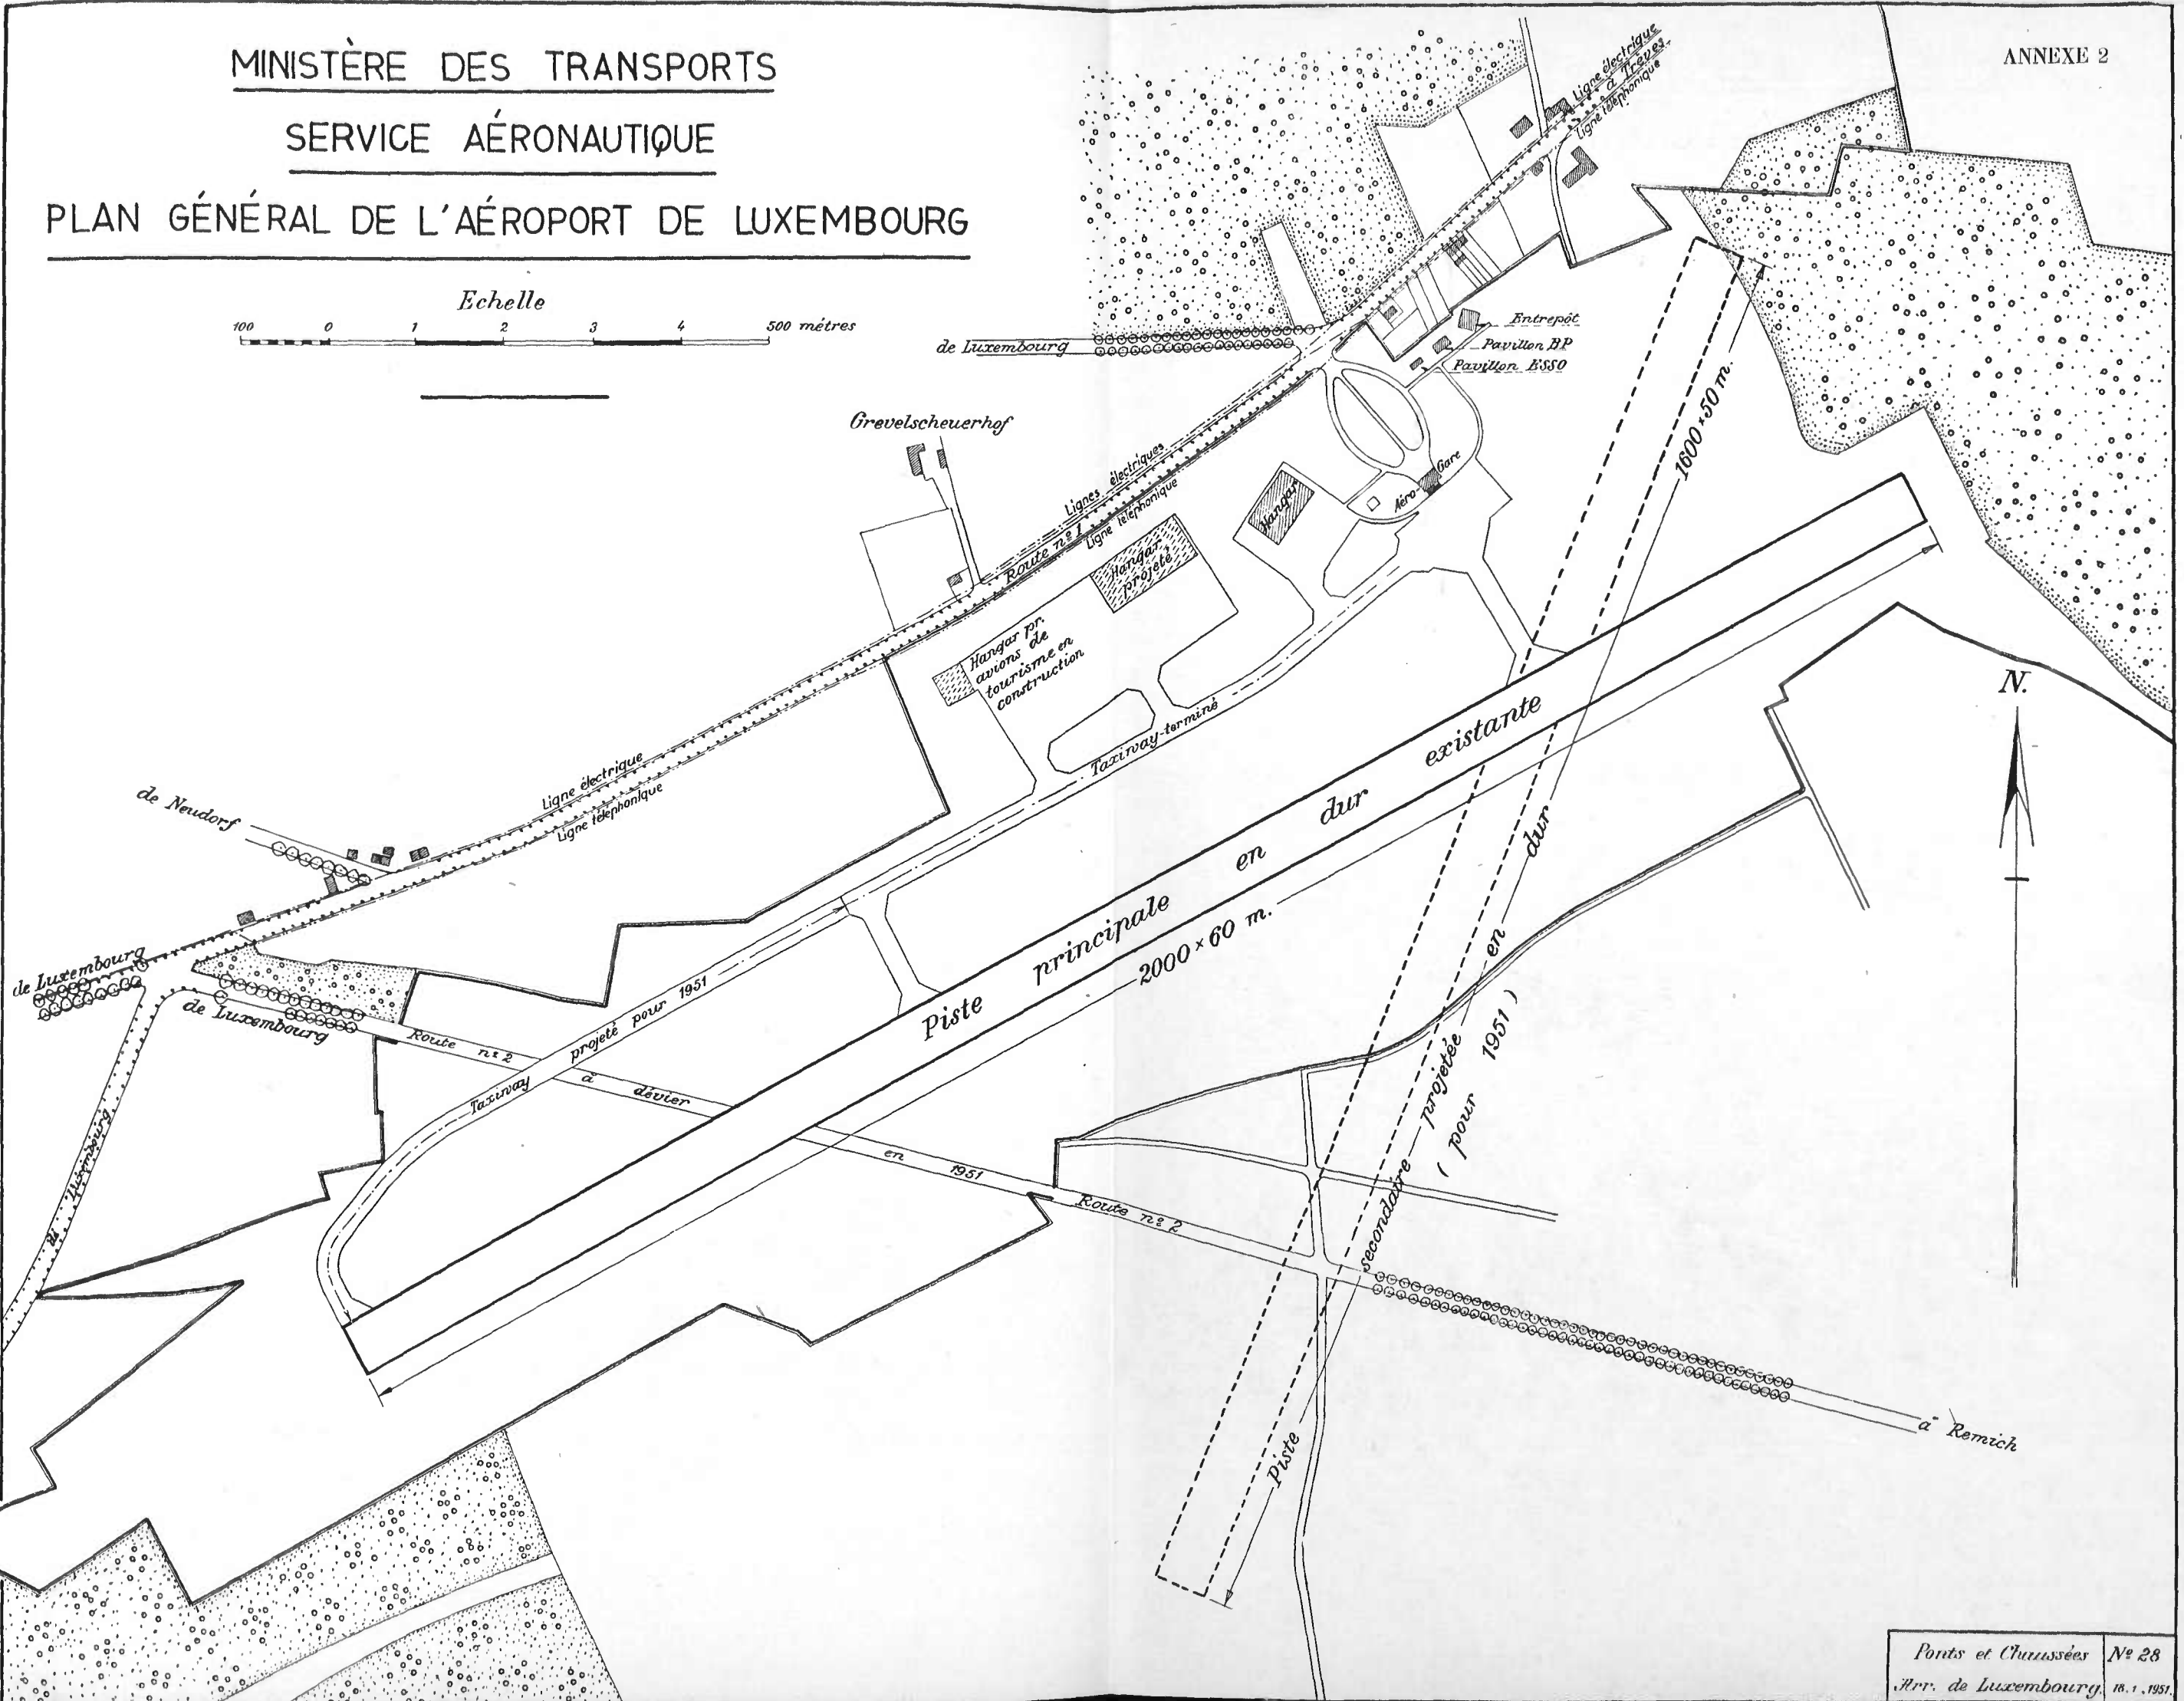 ANNEXE 2
MINISTÈRE DES TRANSPORTS
SERVICE AÉRONAUTIQUE
PLAN GÉNÉRAL DE L'AÉROPORT DE LUXEMBOURG
Echelle
100 0 1 2 3 4 500 métres
Ligne électrique
à Treves
Ligne téléphonique
de Luxembourg
Entrepôt
Pavillon BP
Pavillon ESSO
1600 × 50 m.
Grevelscheuerhof
Lignes électriques
Route nº 1
Ligne téléphonique
Aéro-Gare
Hangar
Hangar
projeté
Hangar pr.
avions de
tourisme en
construction
Taxiway-terminé
N.
Ligne électrique
Ligne téléphonique
de Neudorf
de Luxembourg
de Luxembourg
Route nº 2
à dévier
en 1951
Route nº 2
à Remich
Taxiway projeté pour 1951
Piste principale en dur existante
2000 × 60 m.
Piste secondaire projetée en dur
( pour 1951 )
de Luxembourg
Ponts et Chaussées
Nº 28
Arr. de Luxembourg.
18.1.1951.